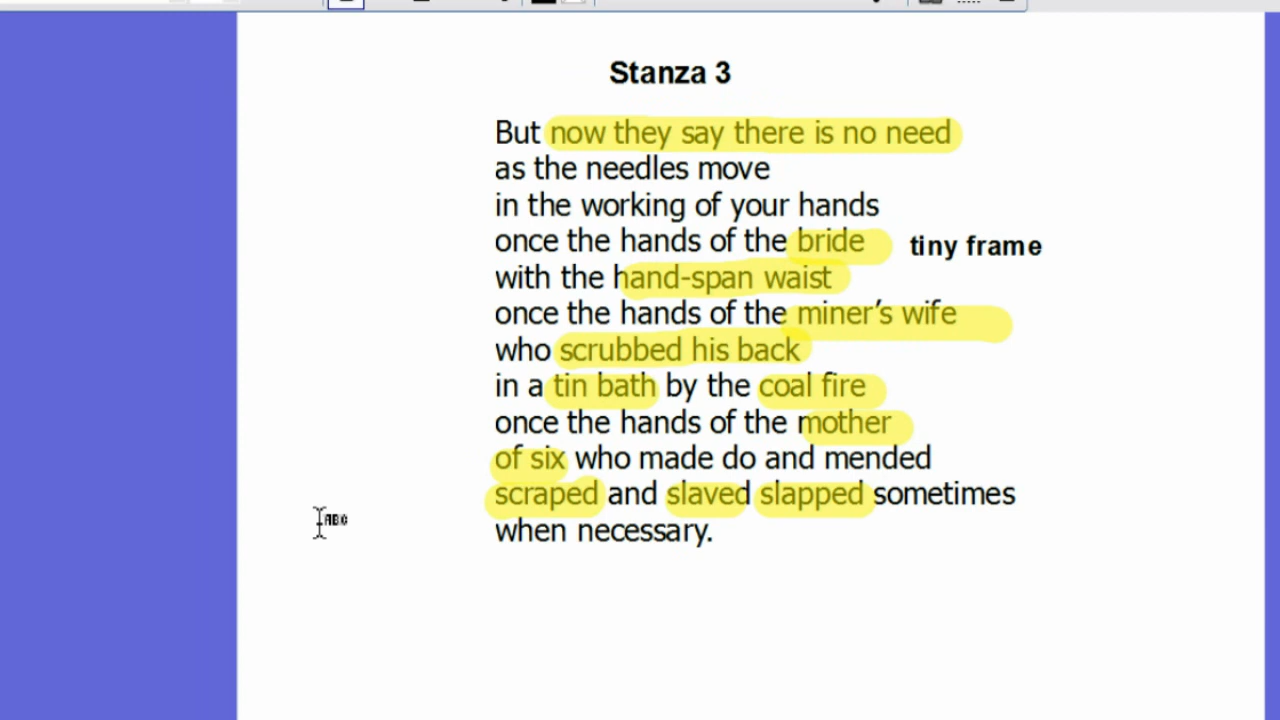 Stanza 3
But now they say there is no need
as the needles move
in the working of your hands
once the hands of the bride
tiny frame
with the hand-span waist
once the hands of the miner's wife
who scrubbed his back
in a tin bath by the coal fire
once the hands of the mother
of six who made do and mended
scraped and slaved slapped sometimes
when necessary.
ABC